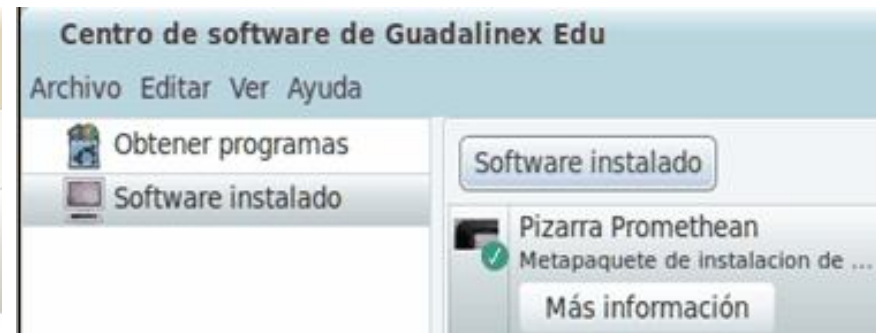 Centro de software de Guadalinex Edu
Archivo Editar Ver Ayuda
Obtener programas
Software instalado
Software instalado
Pizarra Promethean
Metapaquete de instalacion de ...
Más información